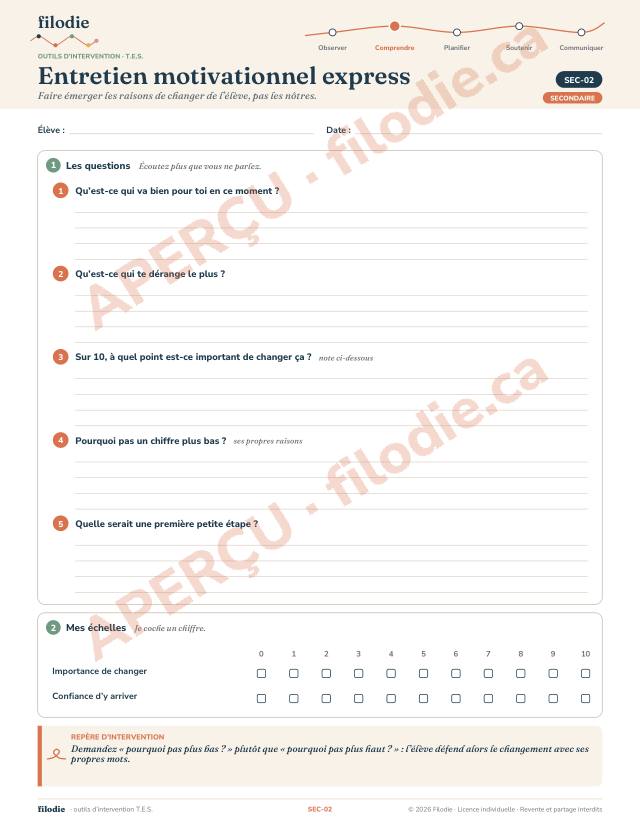 filodie
OUTILS D'INTERVENTION · T.E.S.
Observer Comprendre Planifier Soutenir Communiquer
Entretien motivationnel express
SEC-02
Faire émerger les raisons de changer de l'élève, pas les nôtres.
SECONDAIRE
Élève : Date :
1 Les questions Écoutez plus que vous ne parlez.
1 Qu'est-ce qui va bien pour toi en ce moment ?
2 Qu'est-ce qui te dérange le plus ?
3 Sur 10, à quel point est-ce important de changer ça ? note ci-dessous
4 Pourquoi pas un chiffre plus bas ? ses propres raisons
5 Quelle serait une première petite étape ?
2 Mes échelles Je coche un chiffre.
0 1 2 3 4 5 6 7 8 9 10
Importance de changer
Confiance d'y arriver
REPÈRE D'INTERVENTION
Demandez « pourquoi pas plus bas ? » plutôt que « pourquoi pas plus haut ? » : l'élève défend alors le changement avec ses
propres mots.
filodie · outils d'intervention T.E.S. SEC-02 © 2026 Filodie · Licence individuelle · Revente et partage interdits
APERÇU · filodie.ca
APERÇU · filodie.ca